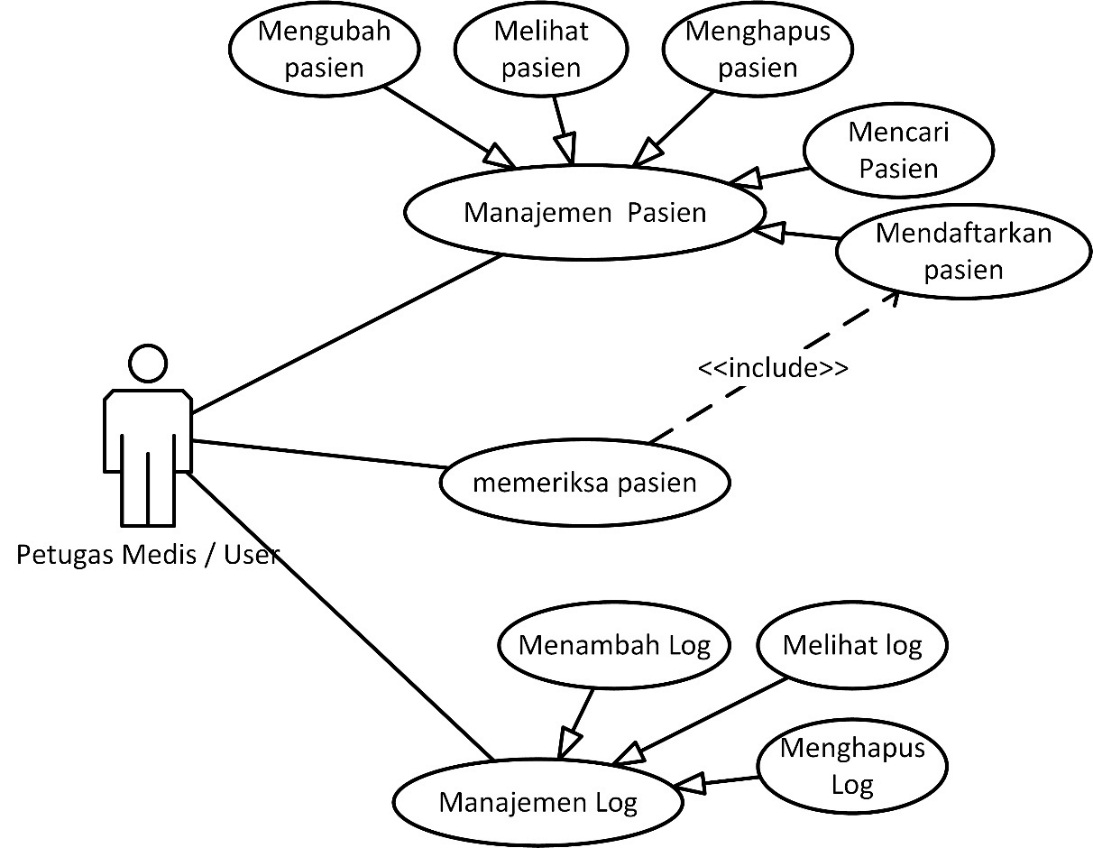 Mengubah
pasien
Melihat
pasien
Menghapus
pasien
Mencari
Pasien
Manajemen Pasien
Mendaftarkan
pasien
<<include>>
memeriksa pasien
Petugas Medis / User
Menambah Log
Melihat log
Menghapus
Log
Manajemen Log